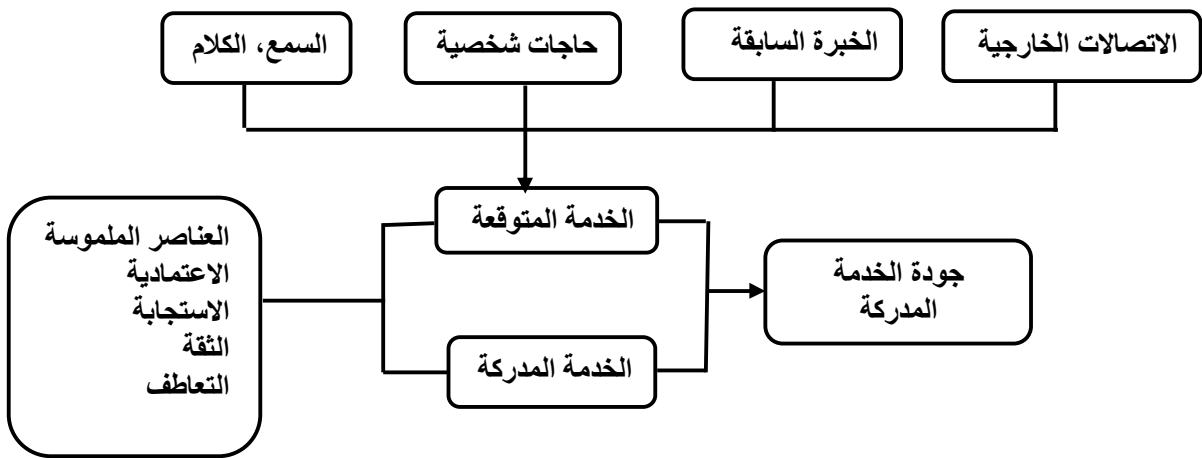 الاتصالات الخارجية
الخبرة السابقة
حاجات شخصية
السمع، الكلام
الخدمة المتوقعة
العناصر الملموسة
الاعتمادية
الاستجابة
الثقة
التعاطف
جودة الخدمة
المدركة
الخدمة المدركة